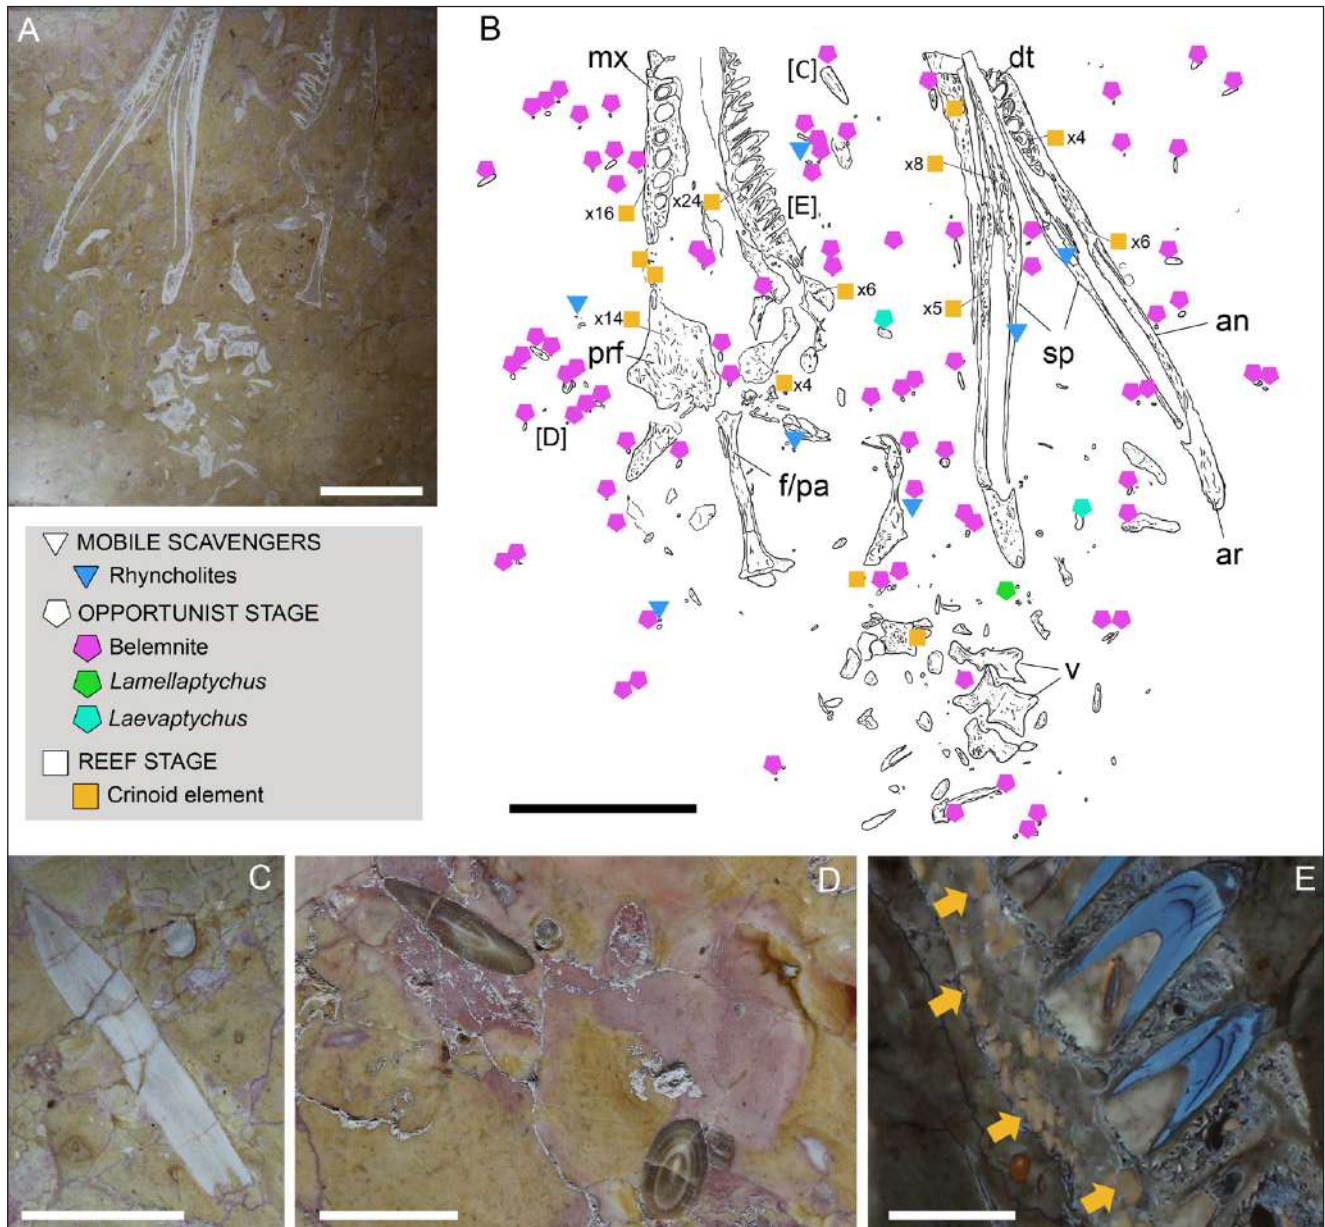 A
B
mx
[C]
dt
x4
x8
x16
x24
[E]
x6
x6
x5
an
x14
sp
prf
x4
[D]
f/pa
ar
v
MOBILE SCAVENGERS
Rhyncholites
OPPORTUNIST STAGE
Belemnite
Lamellaptychus
Laevaptychus
REEF STAGE
Crinoid element
C
D
E